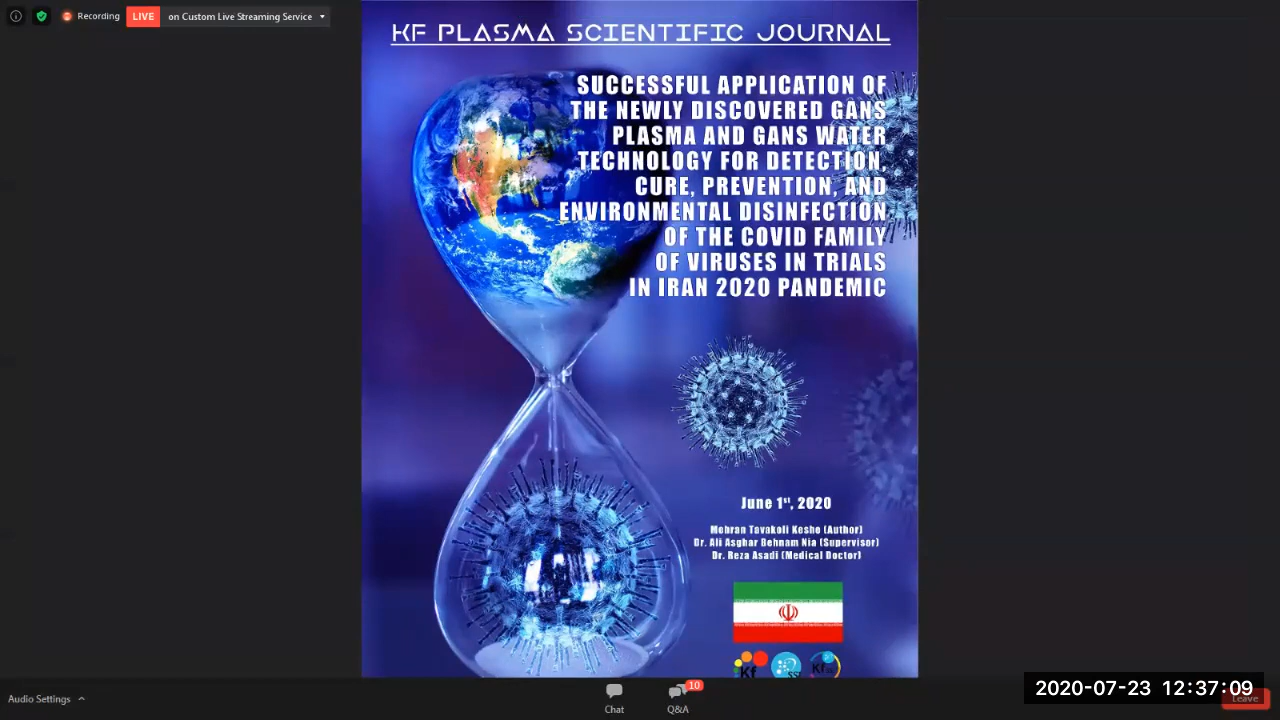 Recording LIVE on Custom Live Streaming Service
KF PLASMA SCIENTIFIC JOURNAL
SUCCESSFUL APPLICATION OF
THE NEWLY DISCOVERED GANS
PLASMA AND GANS WATER
TECHNOLOGY FOR DETECTION,
CURE, PREVENTION, AND
ENVIRONMENTAL DISINFECTION
OF THE COVID FAMILY
OF VIRUSES IN TRIALS
IN IRAN 2020 PANDEMIC
June 1st, 2020
Mehran Tavakoli Keshe (Author)
Dr. Ali Asghar Behnam Nia (Supervisor)
Dr. Reza Asadi (Medical Doctor)
Kf SSI Kf
2020-07-23 12:37:09
Audio Settings
Chat
10
Q&A
Leave